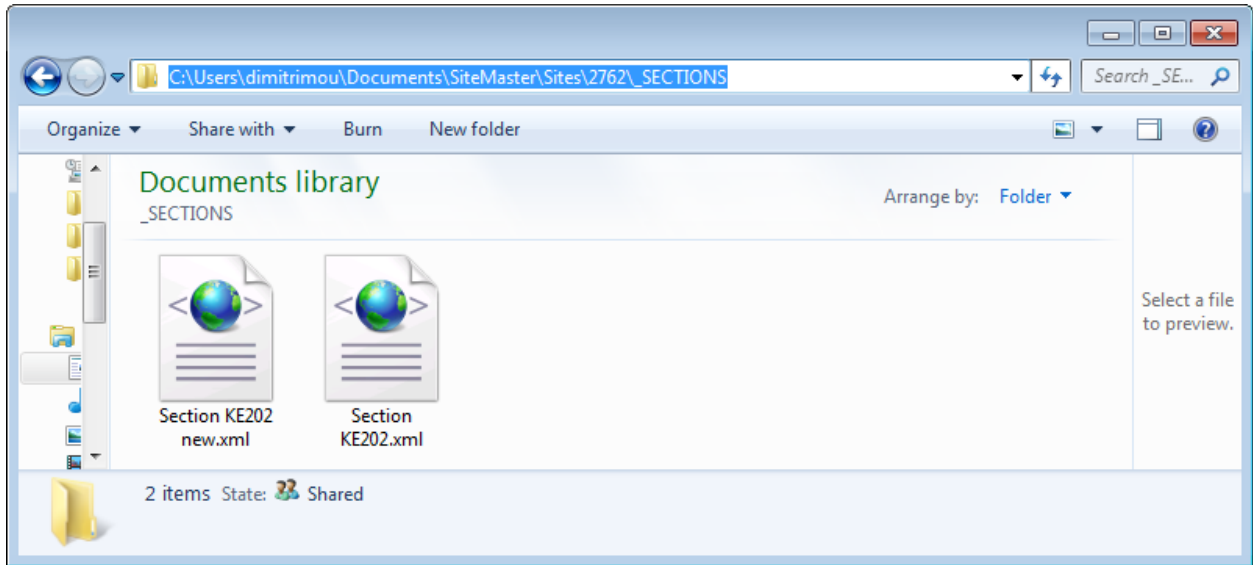 C:\Users\dimitrimou\Documents\SiteMaster\Sites\2762\_SECTIONS
Search _SE...
Organize Share with Burn New folder
Documents library
_SECTIONS
Arrange by: Folder
Select a file
to preview.
Section KE202
new.xml
Section
KE202.xml
2 items State: Shared